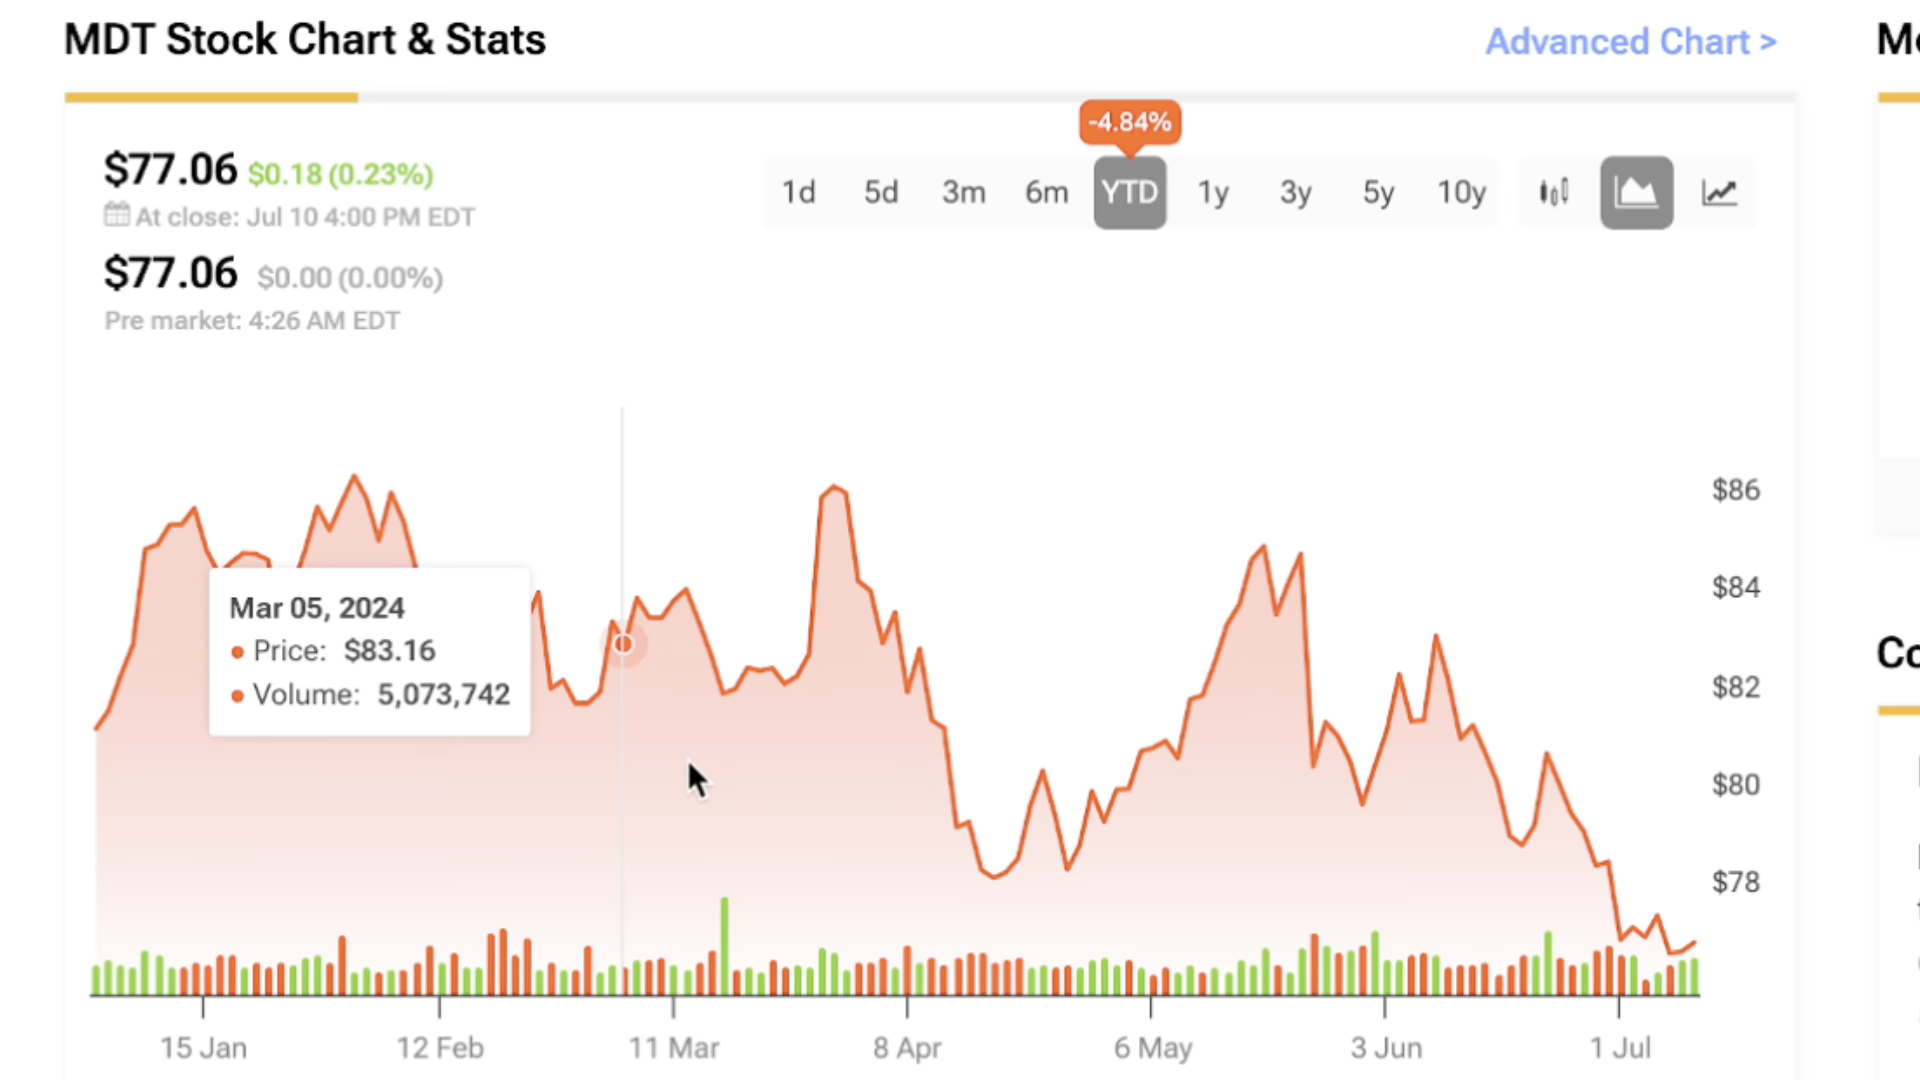 MDT Stock Chart & Stats
Advanced Chart >
-4.84%
$77.06 $0.18 (0.23%)
At close: Jul 10 4:00 PM EDT
$77.06 $0.00 (0.00%)
Pre market: 4:26 AM EDT
1d 5d 3m 6m YTD 1y 3y 5y 10y
Mar 05, 2024
Price: $83.16
Volume: 5,073,742
$86
$84
$82
$80
$78
15 Jan 12 Feb 11 Mar 8 Apr 6 May 3 Jun 1 Jul